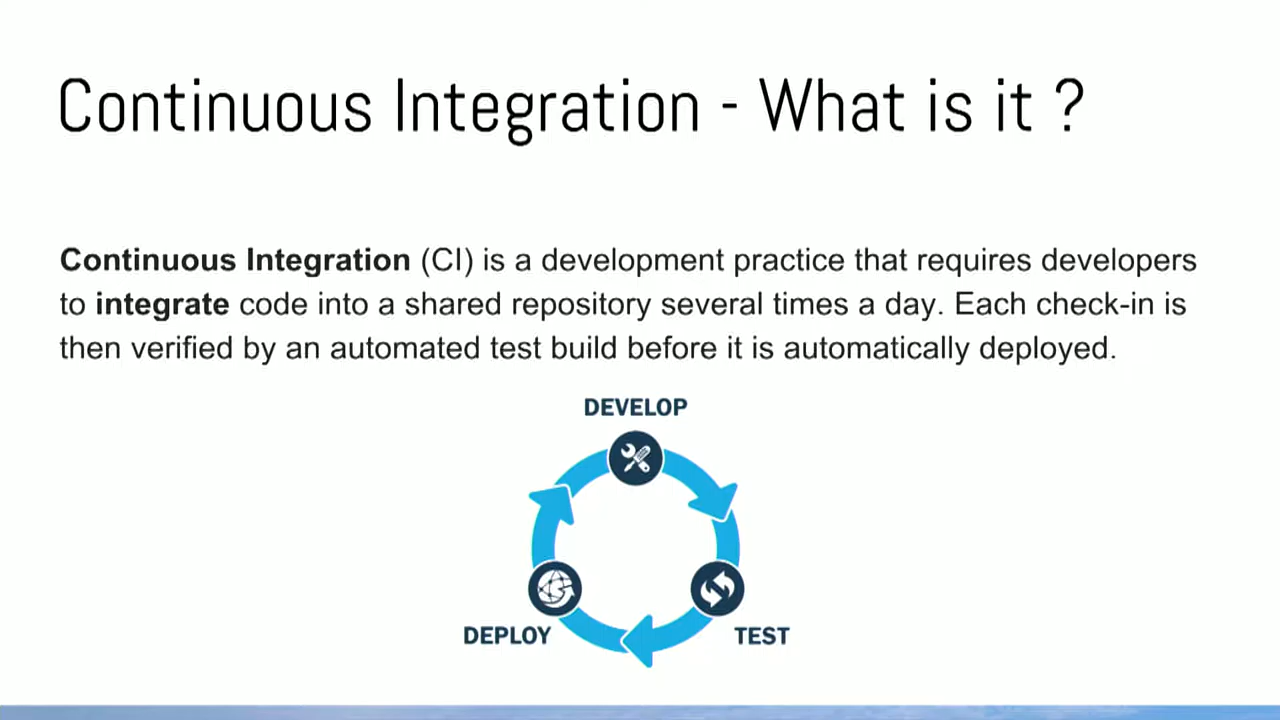 Continuous Integration - What is it ?
Continuous Integration (CI) is a development practice that requires developers
to integrate code into a shared repository several times a day. Each check-in is
then verified by an automated test build before it is automatically deployed.
DEVELOP
DEPLOY
TEST